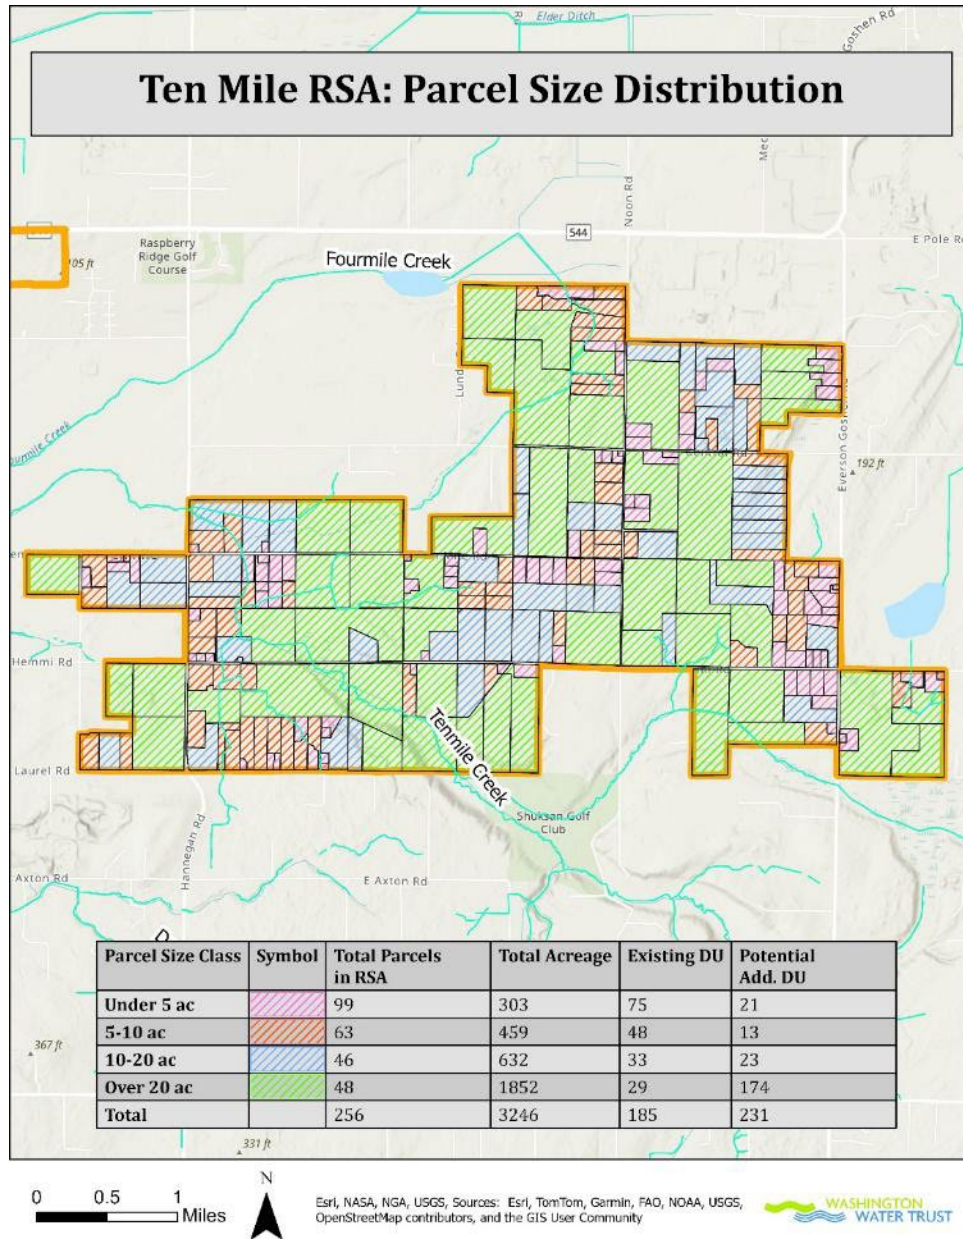 Elder Ditch
Goshen Rd
Ten Mile RSA: Parcel Size Distribution
Noon Rd
544
E Pole Rd
Raspberry
Ridge Golf
Course
105 ft
Fourmile Creek
Everson Goshen Rd
192 ft
Hemmi Rd
Tenmile Creek
Laurel Rd
Shuksan Golf
Club
Hannegan Rd
Axton Rd
E Axton Rd
Parcel Size Class Symbol Total Parcels in RSA Total Acreage Existing DU Potential Add. DU
Under 5 ac 99 303 75 21
5-10 ac 63 459 48 13
10-20 ac 46 632 33 23
Over 20 ac 48 1852 29 174
Total 256 3246 185 231
367 ft
331 ft
0 0.5 1
Miles
N
Esri, NASA, NGA, USGS, Sources: Esri, TomTom, Garmin, FAO, NOAA, USGS,
OpenStreetMap contributors, and the GIS User Community
WASHINGTON
WATER TRUST